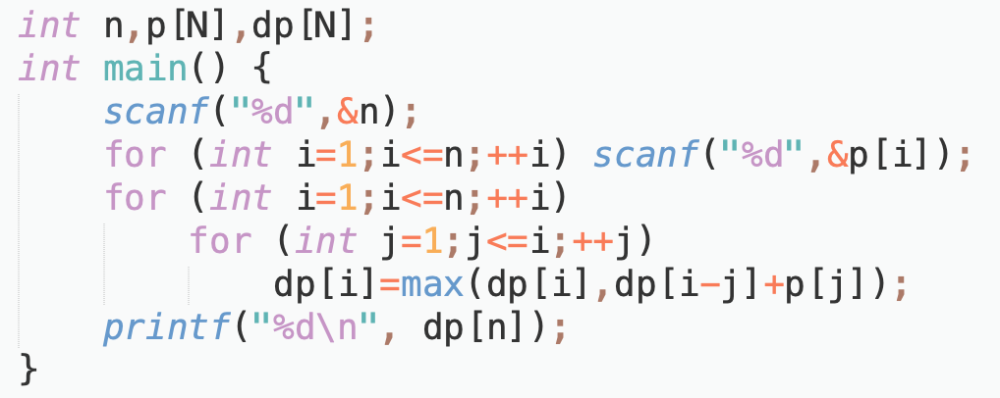 int n,p[N],dp[N];
int main() {
    scanf("%d",&n);
    for (int i=1;i<=n;++i) scanf("%d",&p[i]);
    for (int i=1;i<=n;++i)
        for (int j=1;j<=i;++j)
            dp[i]=max(dp[i],dp[i-j]+p[j]);
    printf("%d\n", dp[n]);
}